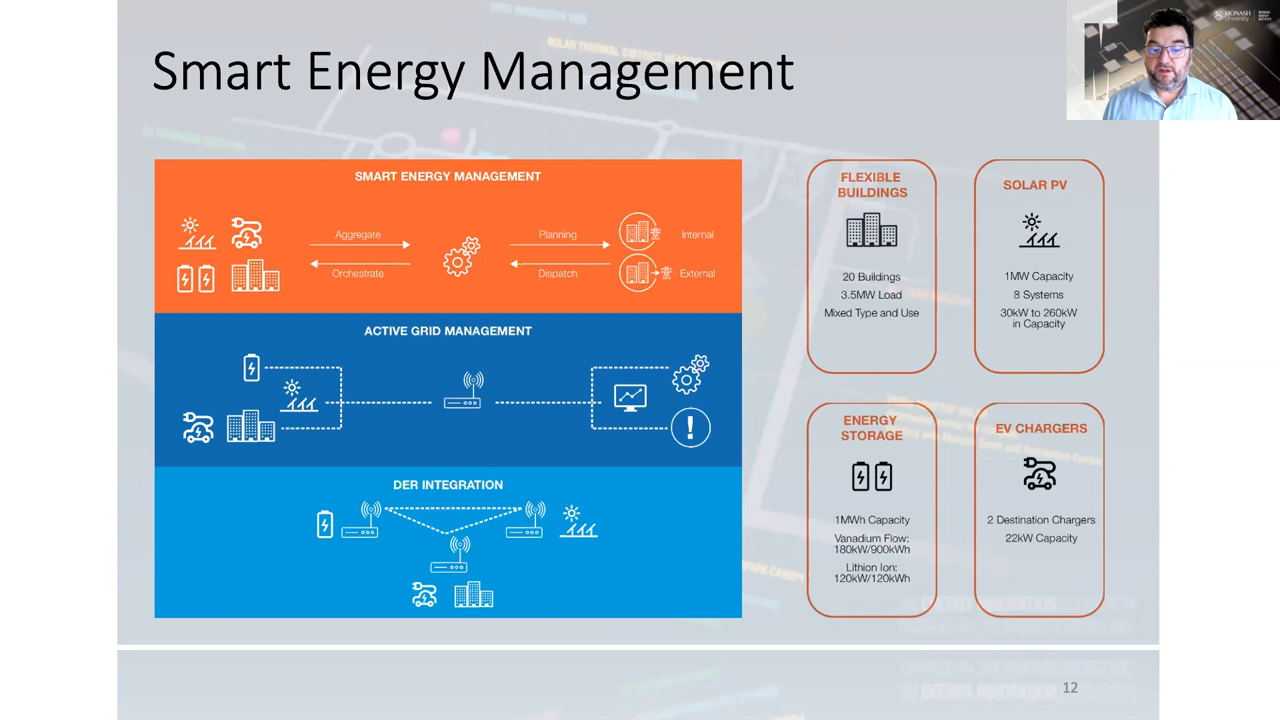 Smart Energy Management
MONASH
University
SMART ENERGY MANAGEMENT
Aggregate
Orchestrate
Planning
Dispatch
Internal
External
ACTIVE GRID MANAGEMENT
!
DER INTEGRATION
FLEXIBLE
BUILDINGS
20 Buildings
3.5MW Load
Mixed Type and Use
SOLAR PV
1MW Capacity
8 Systems
30kW to 260kW
in Capacity
ENERGY
STORAGE
1MWh Capacity
Vanadium Flow:
180kW/900kWh
Lithion Ion:
120kW/120kWh
EV CHARGERS
2 Destination Chargers
22kW Capacity
12